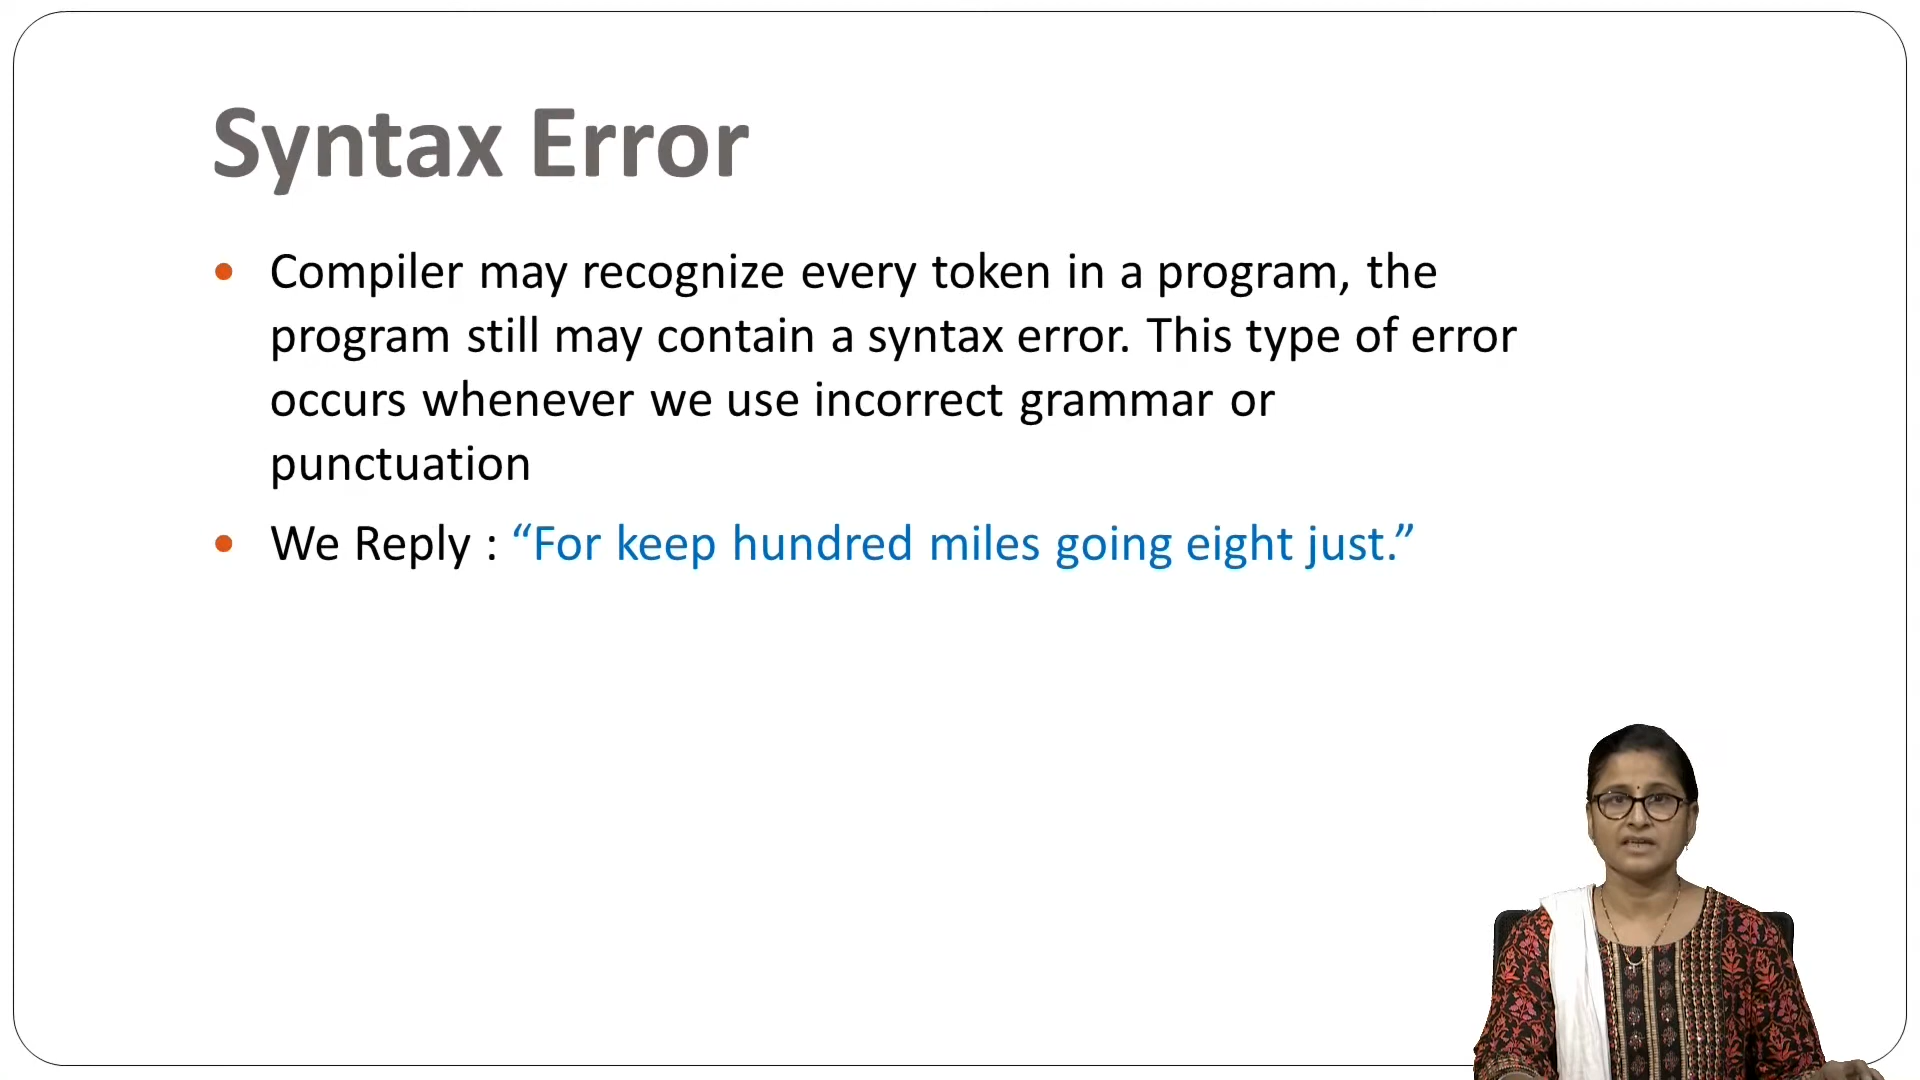 Syntax Error
• Compiler may recognize every token in a program, the
program still may contain a syntax error. This type of error
occurs whenever we use incorrect grammar or
punctuation
• We Reply : “For keep hundred miles going eight just.”